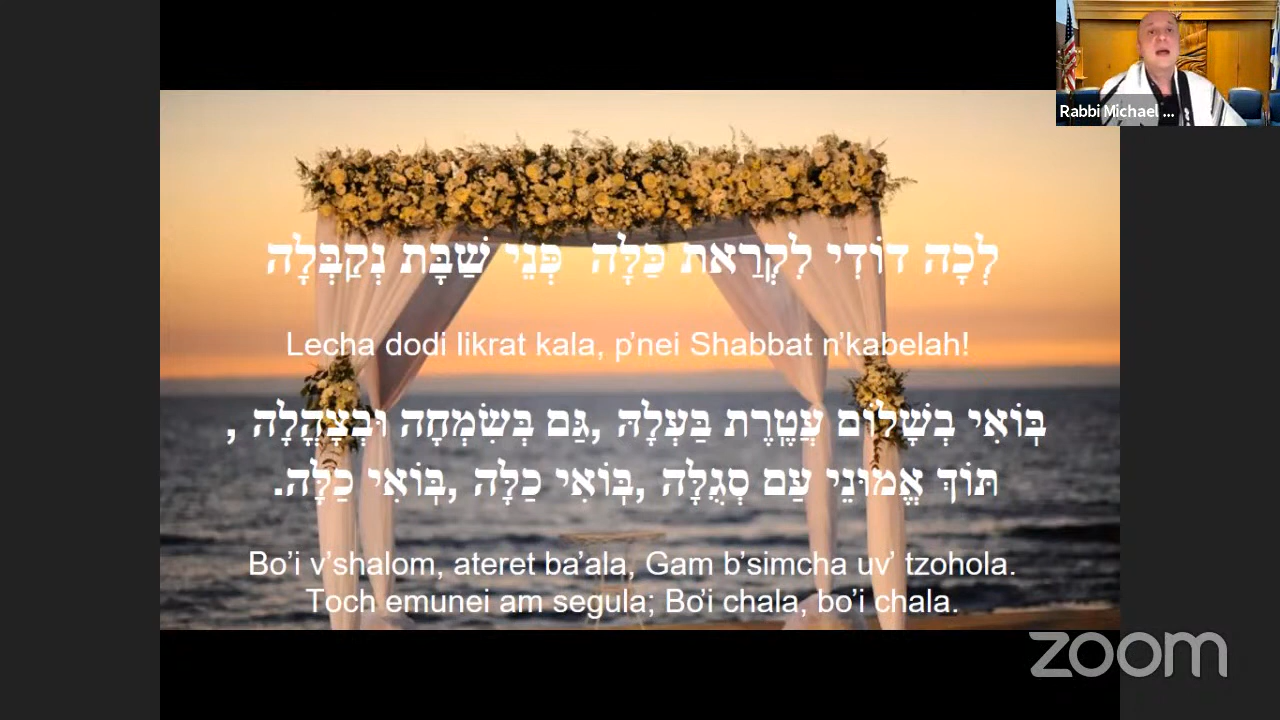 Rabbi Michael ...
לְכָה דוֹדִי לִקְרַאת כַּלָּה פְּנֵי שַׁבָּת נְקַבְּלָה
Lecha dodi likrat kala, p'nei Shabbat n'kabelah!
בּוֹאִי בְשָׁלוֹם עֲטֶרֶת בַּעְלָהּ ,גַּם בְּשִׂמְחָה וּבְצָהֳלָה ,
תּוֹךְ אֱמוּנֵי עַם סְגֻלָּה ,בּוֹאִי כַלָּה ,בּוֹאִי כַלָּה.
Bo'i v'shalom, ateret ba'ala, Gam b'simcha uv' tzohola.
Toch emunei am segula; Bo'i chala, bo'i chala.
zoom